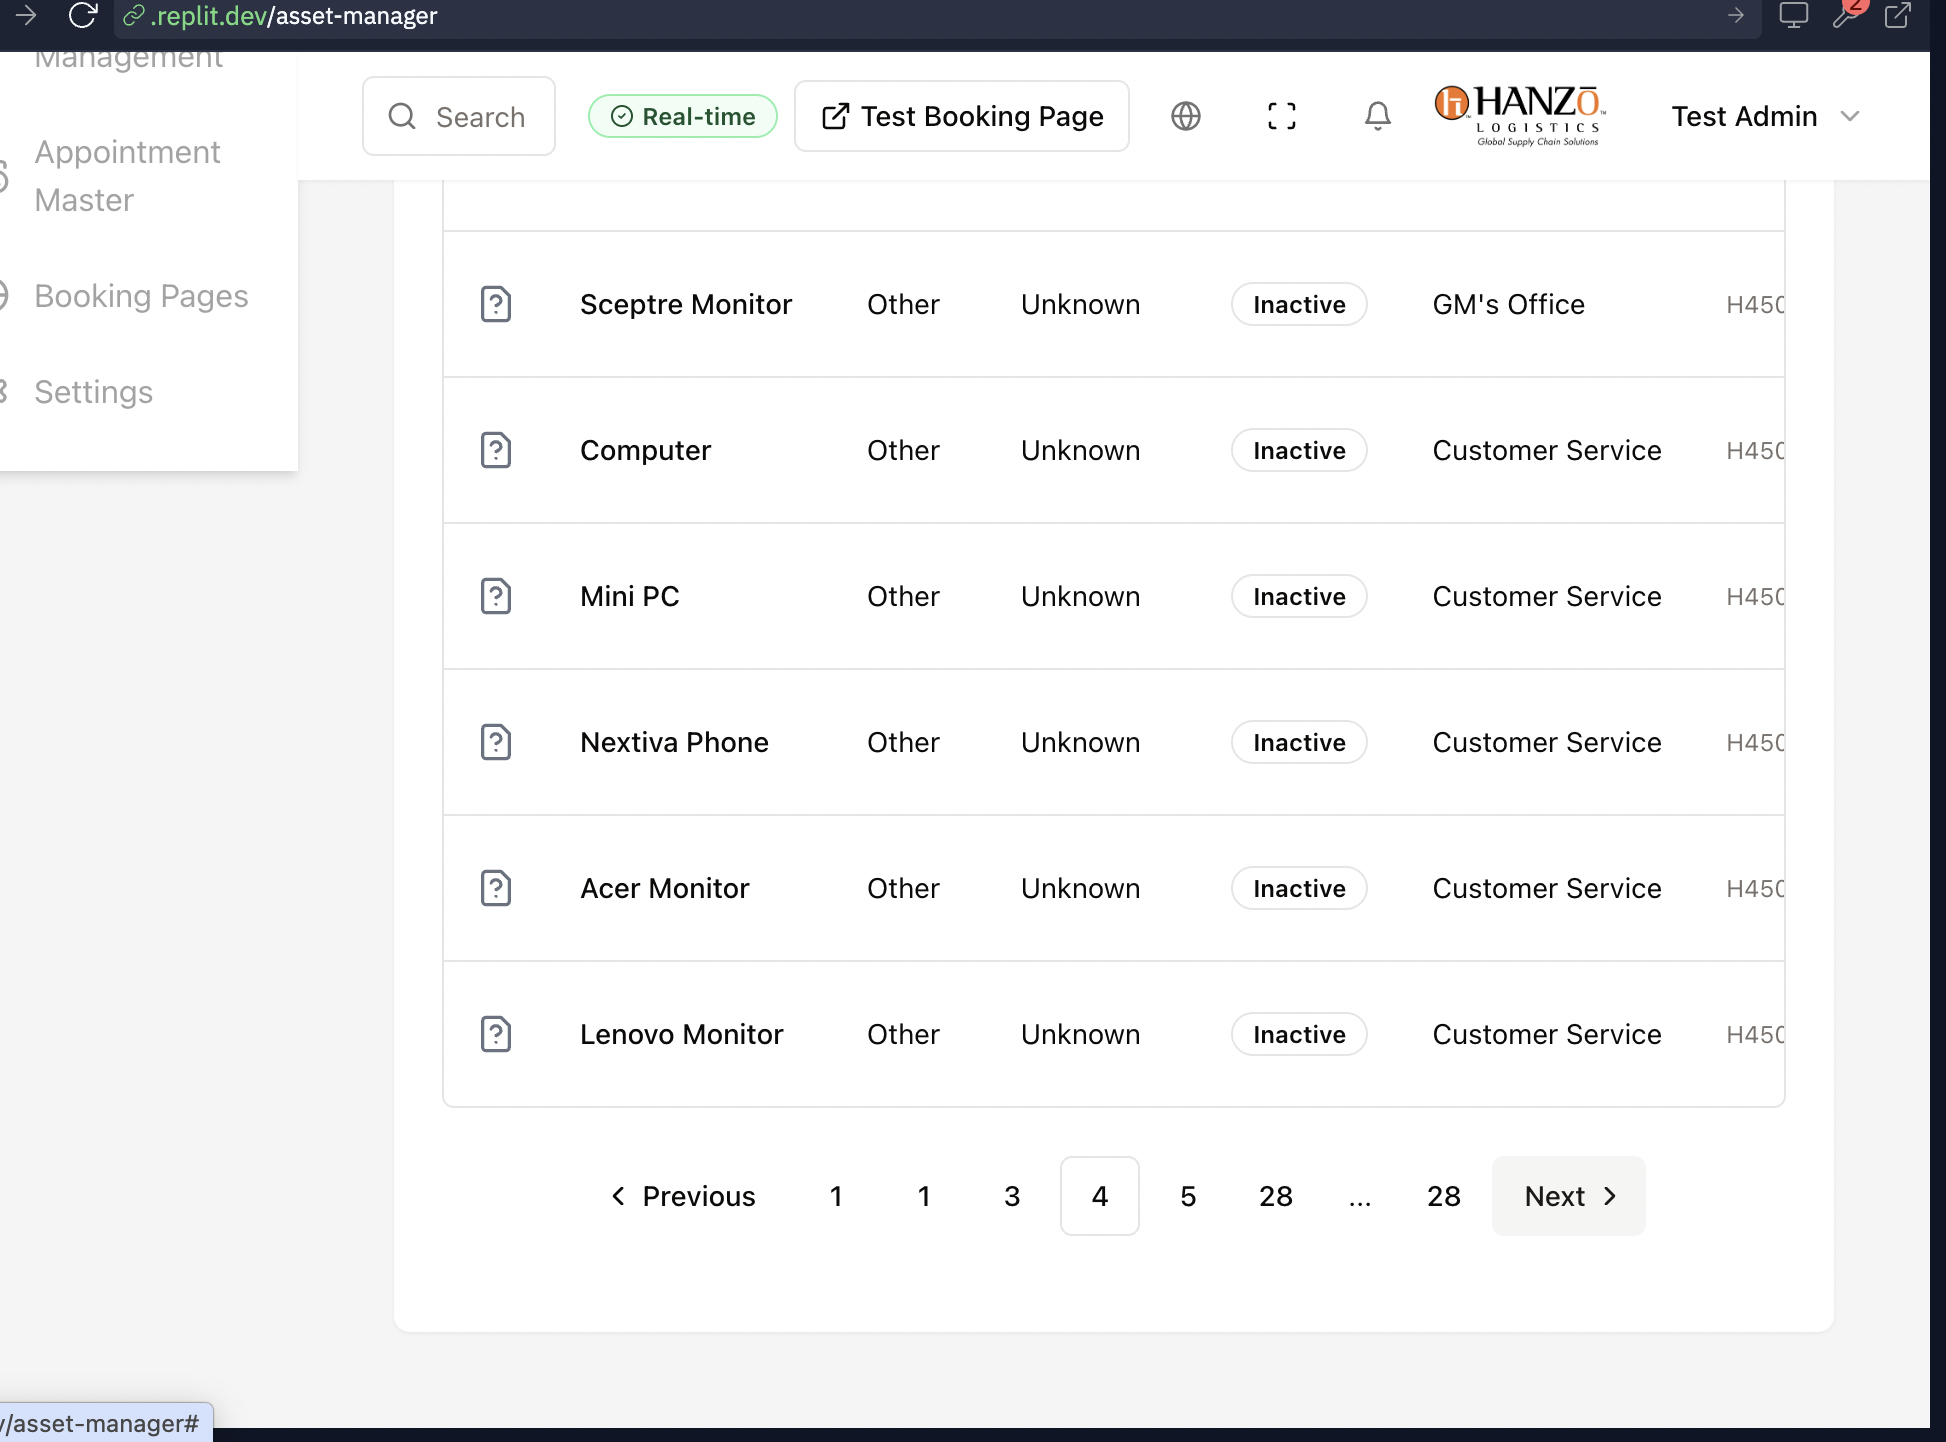 .replit.dev/asset-manager
2
Management
Appointment
Master
Booking Pages
Settings
Search
Real-time
Test Booking Page
HANZO
LOGISTICS
Global Supply Chain Solutions
Test Admin
Sceptre Monitor Other Unknown Inactive GM's Office H450
Computer Other Unknown Inactive Customer Service H450
Mini PC Other Unknown Inactive Customer Service H450
Nextiva Phone Other Unknown Inactive Customer Service H450
Acer Monitor Other Unknown Inactive Customer Service H450
Lenovo Monitor Other Unknown Inactive Customer Service H450
Previous 1 1 3 4 5 28 ... 28 Next
/asset-manager#